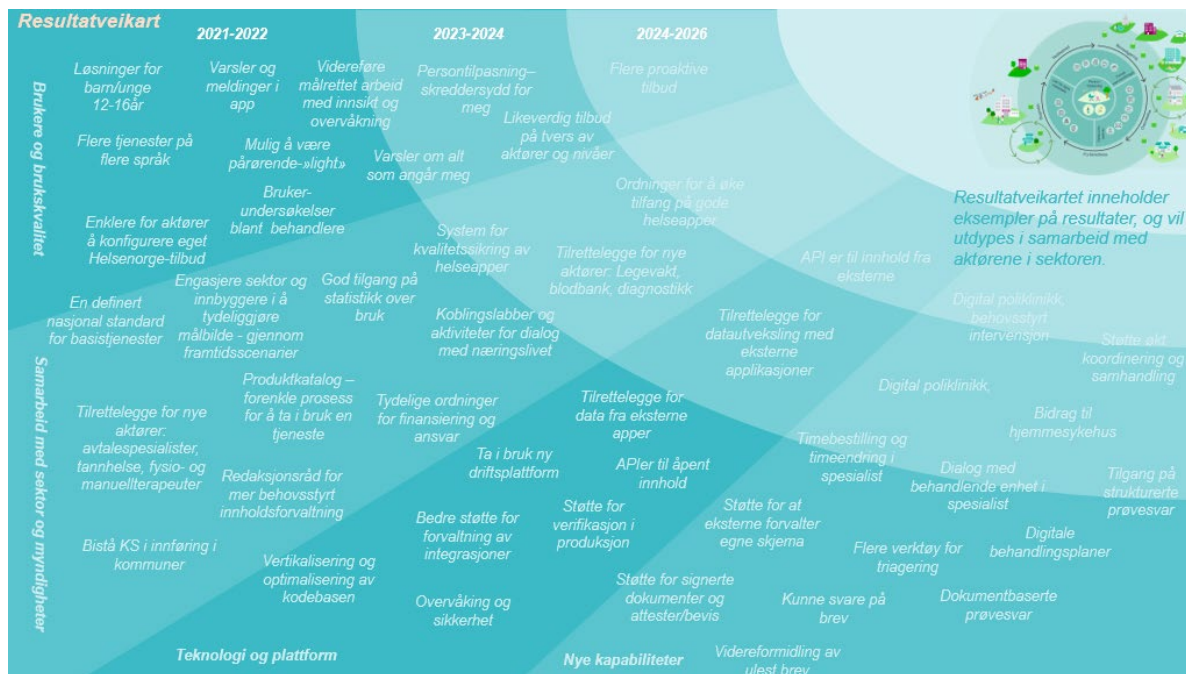 Resultatveikart
2021-2022
2023-2024
2024-2026
Brukere og brukskvalitet
Løsninger for
barn/unge
12-16år
Varsler og
meldinger i
app
Videreføre
målrettet arbeid
med innsikt og
overvåkning
Persontilpasning–
skreddersydd for
meg
Flere proaktive
tilbud
Flere tjenester på
flere språk
Mulig å være
pårørende-»light»
Varsler om alt
som angår meg
Likeverdig tilbud
på tvers av
aktører og nivåer
Bruker-
undersøkelser
blant behandlere
Enklere for aktører
å konfigurere eget
Helsenorge-tilbud
System for
kvalitetssikring av
helseapper
Ordninger for å øke
tilfang på gode
helseapper
Tilrettelegge for nye
aktører: Legevakt,
blodbank, diagnostikk
API er til innhold fra
eksterne
Resultatveikartet inneholder
eksempler på resultater, og vil
utdypes i samarbeid med
aktørene i sektoren.
Samarbeid med sektor og myndigheter
En definert
nasjonal standard
for basistjenester
Engasjere sektor og
innbyggere i å
tydeliggjøre
målbilde - gjennom
framtidsscenaner
God tilgang på
statistikk over
bruk
Koblingslabber og
aktiviteter for dialog
med næringslivet
Tilrettelegge for
datautveksling med
eksterne
applikasjoner
Digital poliklinikk,
behovsstyrt
intervensjon
Støtte økt
koordinering og
samhandling
Produktkatalog –
forenkle prosess
for å ta i bruk en
tjeneste
Tydelige ordninger
for finansiering og
ansvar
Tilrettelegge for
data fra eksterne
apper
Digital poliklinikk,
Bidrag til
hjemmesykehus
Tilrettelegge for nye
aktører:
avtalespesialister,
tannhelse, fysio- og
manuellterapeuter
Redaksjonsråd for
mer behovsstyrt
innholdsforvaltning
Ta i bruk ny
driftsplattform
APIer til åpent
innhold
Timebestilling og
timeendring i
spesialist
Dialog med
behandlende enhet i
spesialist
Tilgang på
strukturerte
prøvesvar
Bistå KS i innføring i
kommuner
Vertikalisering og
optimalisering av
kodebasen
Bedre støtte for
forvaltning av
integrasjoner
Støtte for
verifikasjon i
produksjon
Støtte for at
eksterne forvalter
egne skjema
Flere verktøy for
triagering
Digitale
behandlingsplaner
Overvåking og
sikkerhet
Støtte for signerte
dokumenter og
attester/bevis
Kunne svare på
brev
Dokumentbaserte
prøvesvar
Teknologi og plattform
Nye kapabiliteter
Videreformidling av
ulest brev